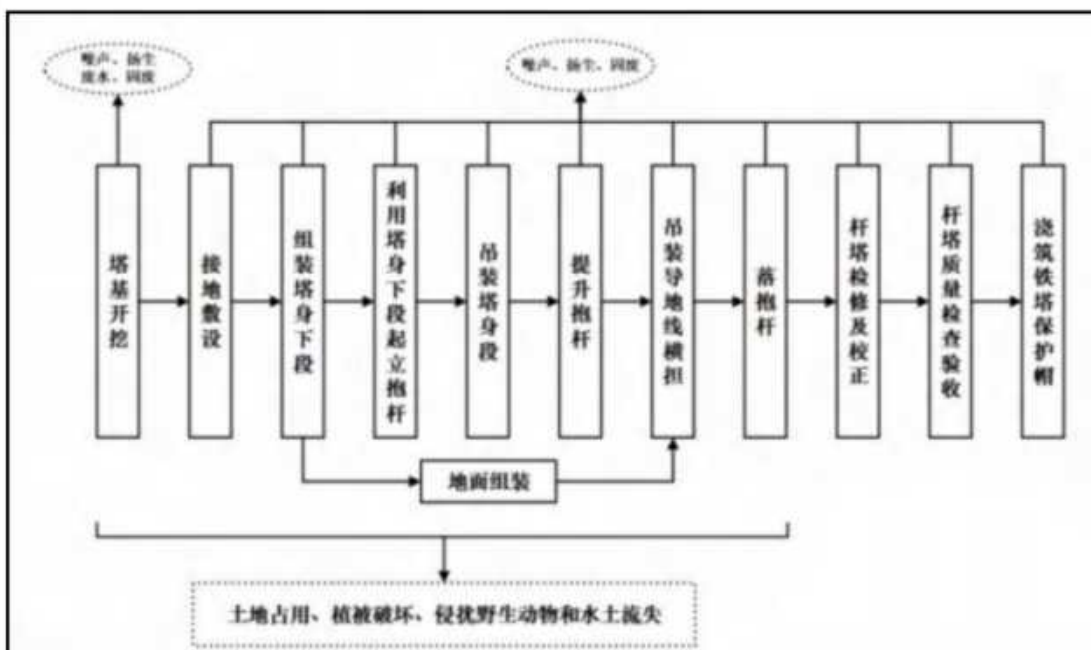 噪声、扬尘
废水、固废
噪声、扬尘、固废
塔基开挖
接地敷设
组装塔身下段
利用塔身下段起立抱杆
吊装塔身段
提升抱杆
吊装导地线横担
落抱杆
杆塔检修及校正
杆塔质量检查验收
浇筑铁塔保护帽
地面组装
土地占用、植被破坏、侵扰野生动物和水土流失